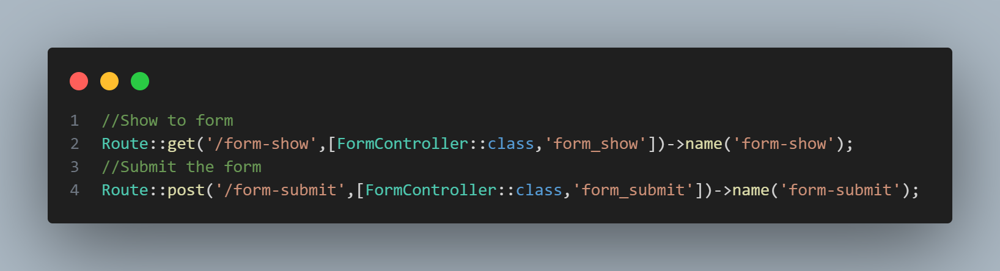 1 //Show to form
2 Route::get('/form-show',[FormController::class,'form_show'])->name('form-show');
3 //Submit the form
4 Route::post('/form-submit',[FormController::class,'form_submit'])->name('form-submit');